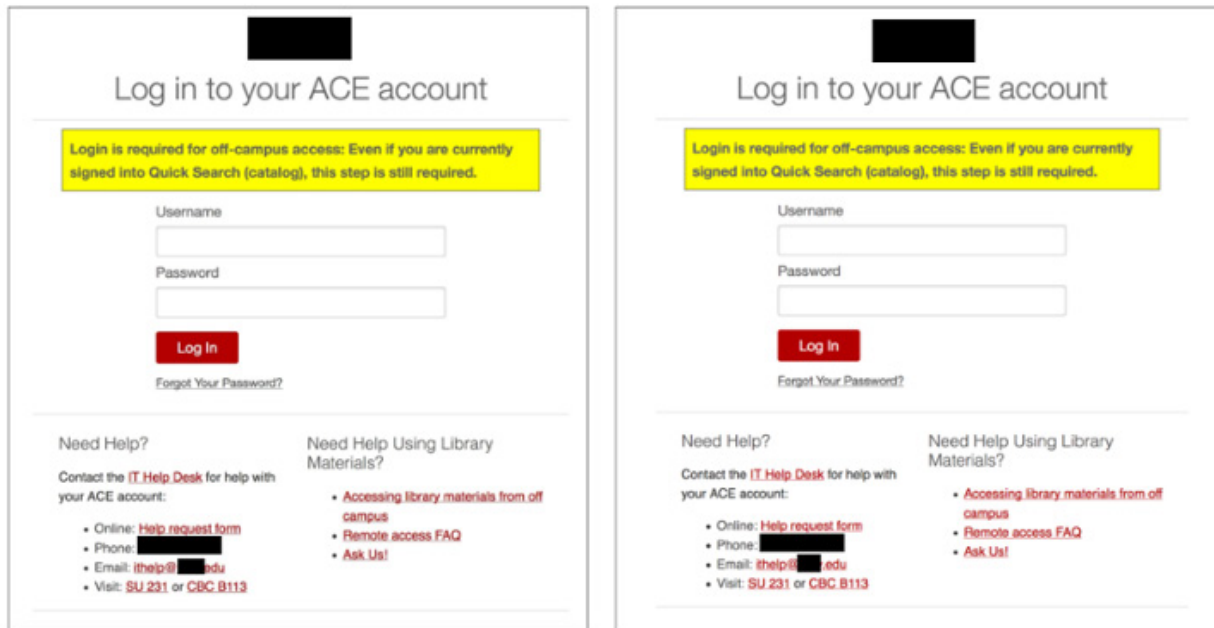 Log in to your ACE account
Login is required for off-campus access: Even if you are currently
signed into Quick Search (catalog), this step is still required.
Username
Password
Log In
Forgot Your Password?
Need Help?
Contact the IT Help Desk for help with
your ACE account:
• Online: Help request form
• Phone:
• Email: ithelp@ edu
• Visit: SU 231 or CBC B113
Need Help Using Library
Materials?
• Accessing library materials from off
campus
• Remote access FAQ
• Ask Us!
Log in to your ACE account
Login is required for off-campus access: Even if you are currently
signed into Quick Search (catalog), this step is still required.
Username
Password
Log In
Forgot Your Password?
Need Help?
Contact the IT Help Desk for help with
your ACE account:
• Online: Help request form
• Phone:
• Email: ithelp@ .edu
• Visit: SU 231 or CBC B113
Need Help Using Library
Materials?
• Accessing library materials from off
campus
• Remote access FAQ
• Ask Us!